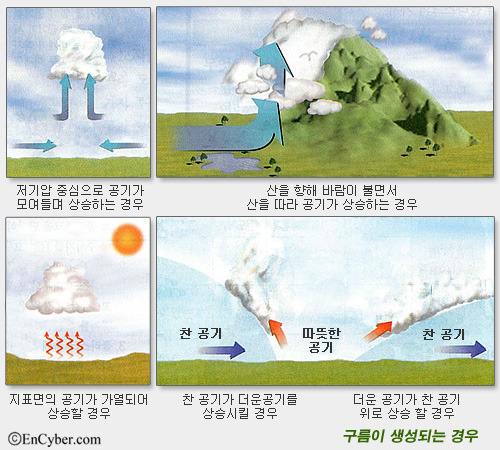 저기압 중심으로 공기가
모여들며 상승하는 경우
산을 향해 바람이 불면서
산을 따라 공기가 상승하는 경우
찬 공기
따뜻한
공기
찬 공기
지표면의 공기가 가열되어
상승할 경우
찬 공기가 더운공기를
상승시킬 경우
더운 공기가 찬 공기
위로 상승 할 경우
구름이 생성되는 경우
©EnCyber.com